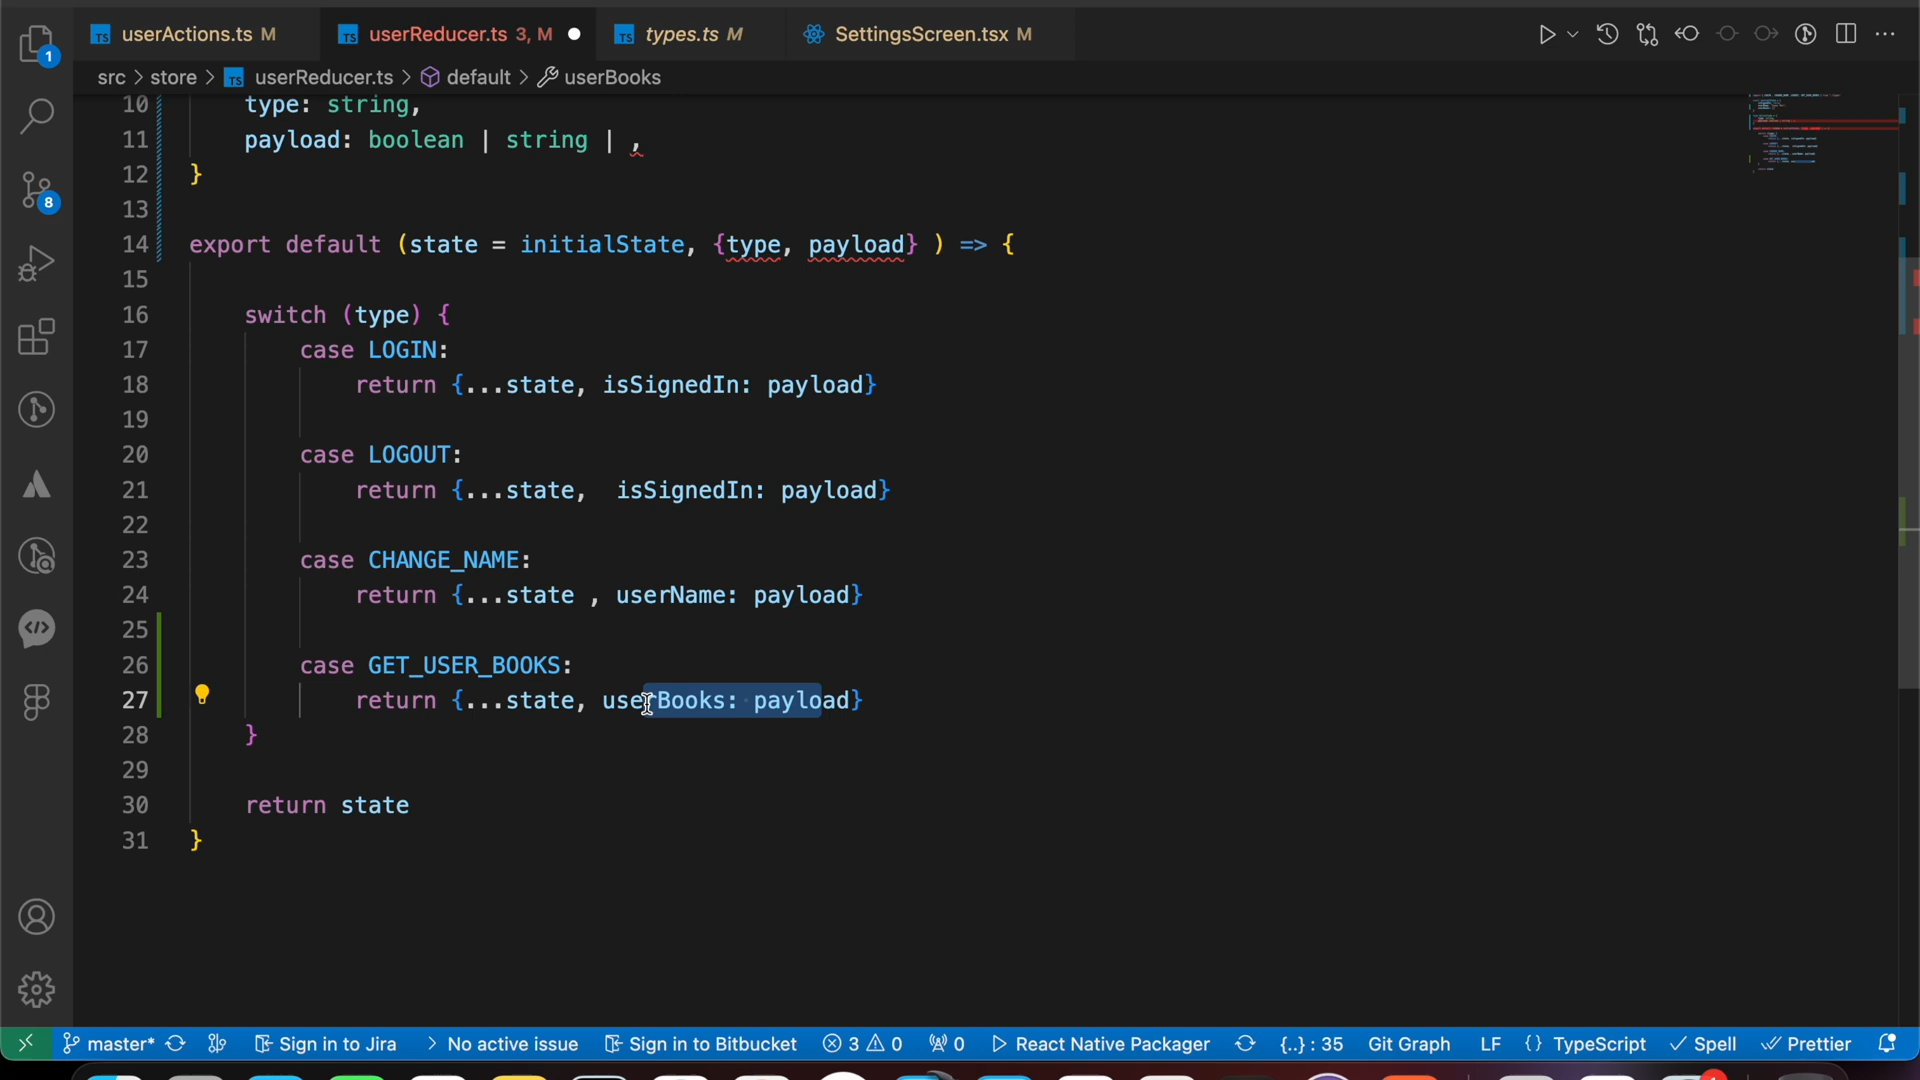 userActions.ts M
userReducer.ts 3, M
types.ts M
SettingsScreen.tsx M
src > store > TS userReducer.ts > default > userBooks
10 type: string,
11 payload: boolean | string | ,
12 }
13
14 export default (state = initialState, {type, payload} ) => {
15
16 switch (type) {
17 case LOGIN:
18 return {...state, isSignedIn: payload}
19
20 case LOGOUT:
21 return {...state,  isSignedIn: payload}
22
23 case CHANGE_NAME:
24 return {...state , userName: payload}
25
26 case GET_USER_BOOKS:
27 return {...state, userBooks: payload}
28 }
29
30 return state
31 }
1
8
master* Sign in to Jira > No active issue Sign in to Bitbucket 3 0 0 React Native Packager {..} : 35 Git Graph LF {} TypeScript Spell Prettier